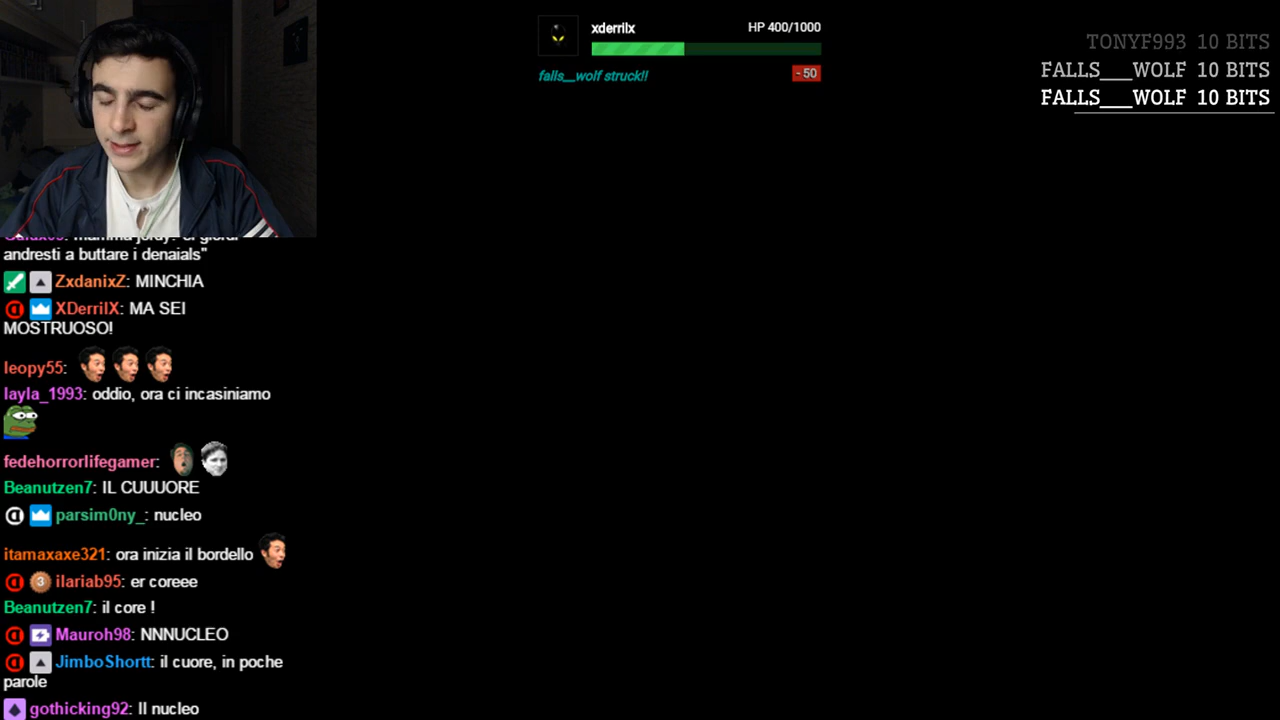 xderrilx HP 400/1000
falls__wolf struck!! - 50
TONYF993 10 BITS
FALLS___WOLF 10 BITS
FALLS___WOLF 10 BITS
andresti a buttare i denaials"
ZxdanixZ: MINCHIA
XDerrilX: MA SEI
MOSTRUOSO!
leopy55:
layla_1993: oddio, ora ci incasiniamo
fedehorrorlifegamer:
Beanutzen7: IL CUUUORE
parsim0ny_: nucleo
itamaxaxe321: ora inizia il bordello
3 ilariab95: er coreee
Beanutzen7: il core !
Mauroh98: NNNUCLEO
JimboShortt: il cuore, in poche
parole
gothicking92: Il nucleo